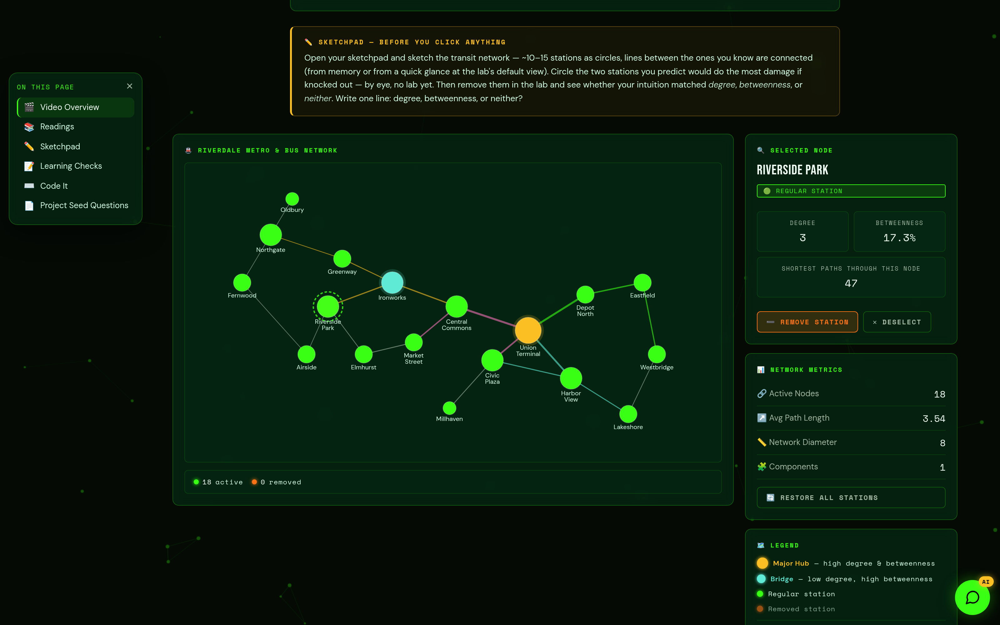 SKETCHPAD — BEFORE YOU CLICK ANYTHING
Open your sketchpad and sketch the transit network — ~10–15 stations as circles, lines between the ones you know are connected
(from memory or from a quick glance at the lab's default view). Circle the two stations you predict would do the most damage if
knocked out — by eye, no lab yet. Then remove them in the lab and see whether your intuition matched degree, betweenness, or
neither. Write one line: degree, betweenness, or neither?
ON THIS PAGE
×
Video Overview
Readings
Sketchpad
Learning Checks
Code It
Project Seed Questions
RIVERDALE METRO & BUS NETWORK
Oldbury
Northgate
Greenway
Fernwood
Ironworks
Eastfield
Riverside
Park
Central
Commons
Depot
North
Union
Terminal
Market
Street
Airside
Elmhurst
Westbridge
Civic
Plaza
Harbor
View
Millhaven
Lakeshore
18 active
0 removed
SELECTED NODE
RIVERSIDE PARK
REGULAR STATION
DEGREE
3
BETWEENNESS
17.3%
SHORTEST PATHS THROUGH THIS NODE
47
REMOVE STATION
× DESELECT
NETWORK METRICS
Active Nodes 18
Avg Path Length 3.54
Network Diameter 8
Components 1
RESTORE ALL STATIONS
LEGEND
Major Hub — high degree & betweenness
Bridge — low degree, high betweenness
Regular station
Removed station
AI